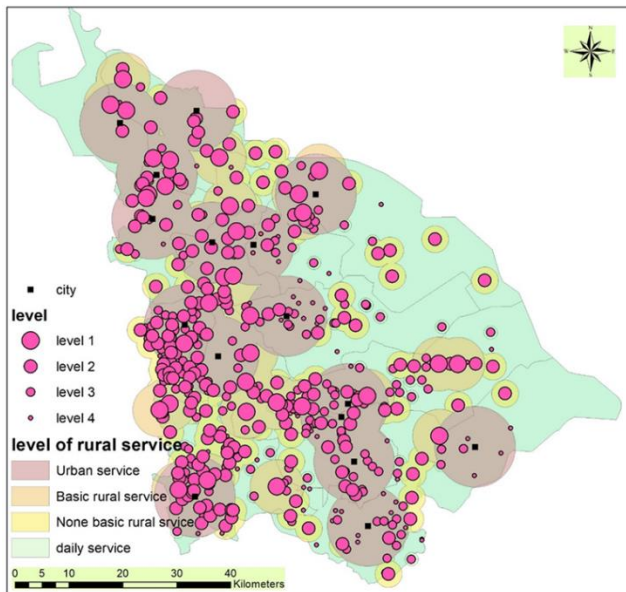 N
W
E
S
city
level
level 1
level 2
level 3
level 4
level of rural service
Urban service
Basic rural service
None basic rural srvice
daily service
0 5 10 20 30 40
Kilometers